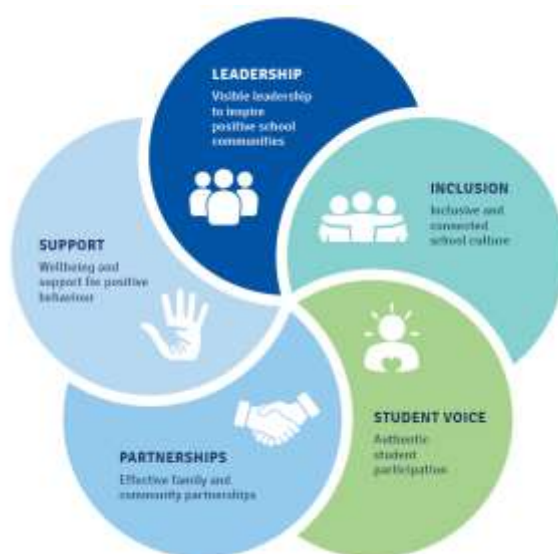 LEADERSHIP
Visible leadership
to inspire
positive school
communities
INCLUSION
Inclusive and
connected
school culture
STUDENT VOICE
Authentic
student
participation
PARTNERSHIPS
Effective family and
community partnerships
SUPPORT
Wellbeing and
support for positive
behaviour